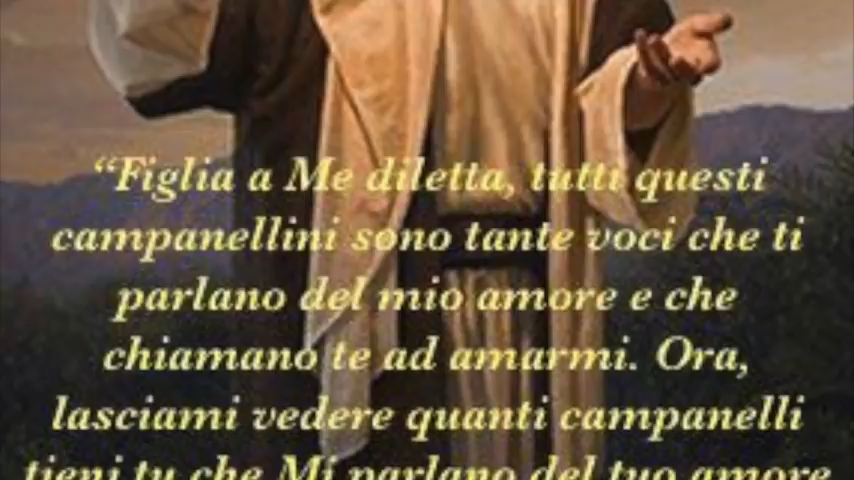 “Figlia a Me diletta, tutti questi
campanellini sono tante voci che ti
parlano del mio amore e che
chiamano te ad amarmi. Ora,
lasciami vedere quanti campanelli
tieni tu che Mi parlano del tuo amore